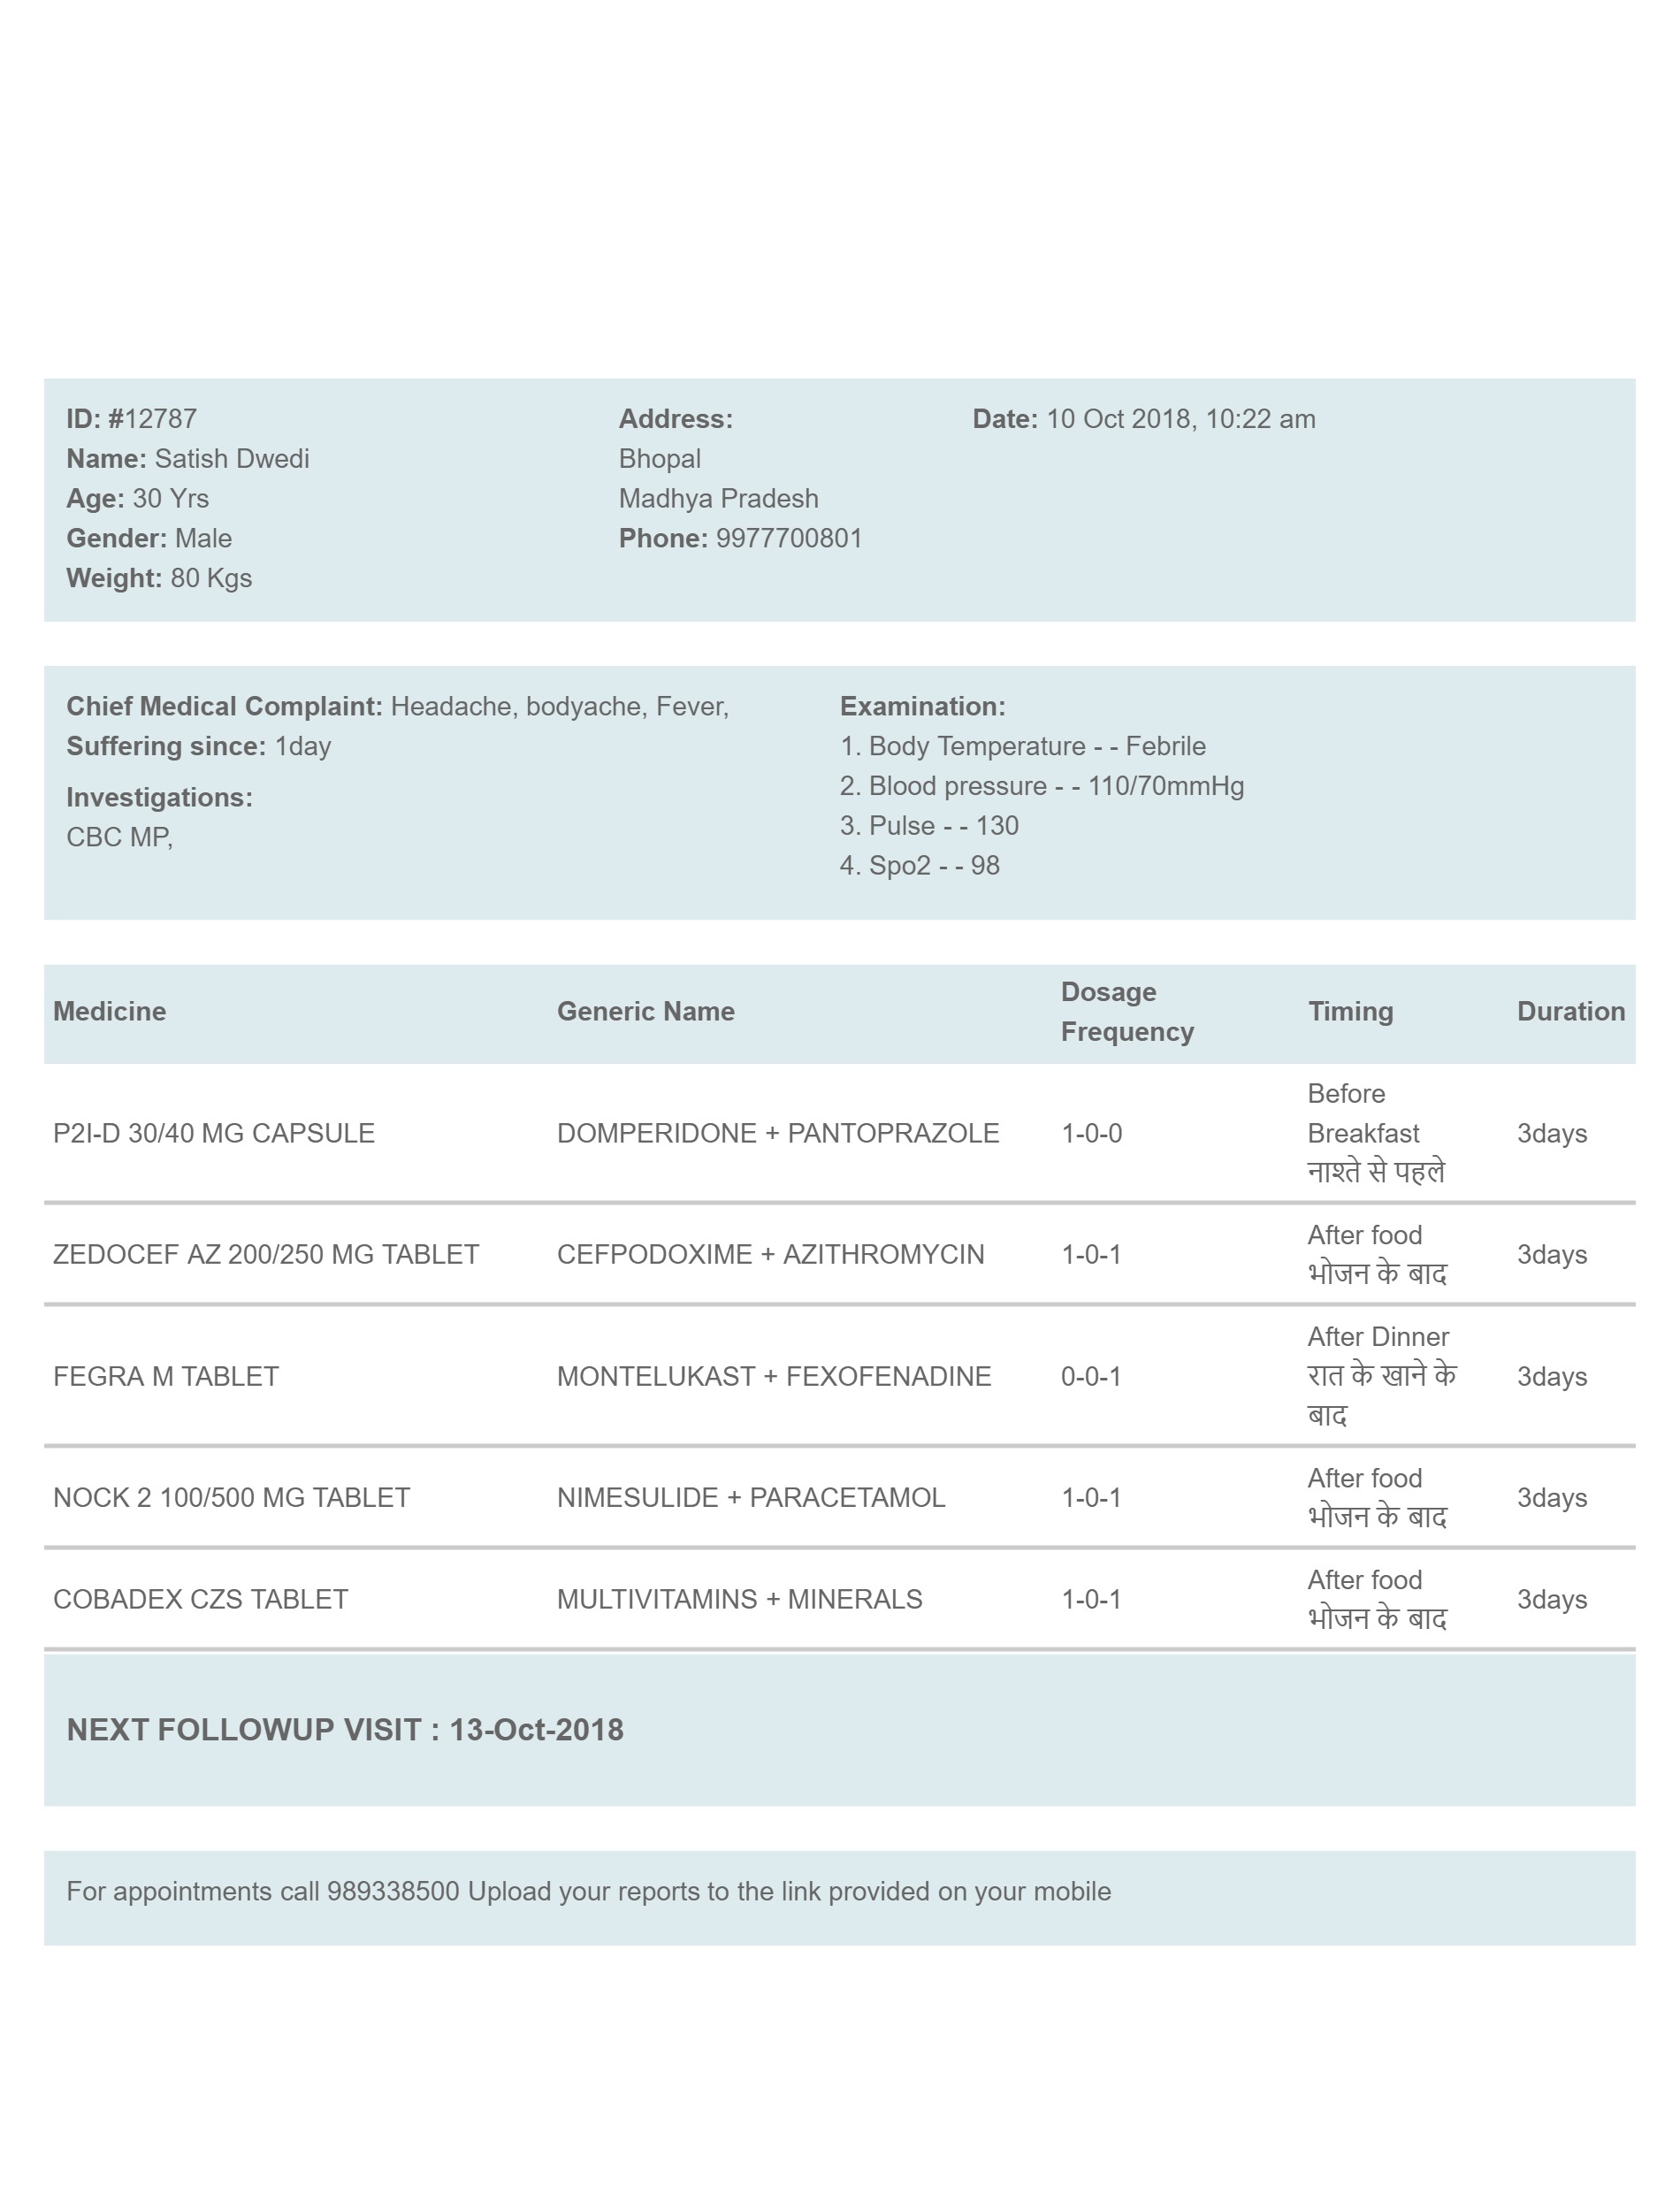 ID: #12787
Name: Satish Dwedi
Age: 30 Yrs
Gender: Male
Weight: 80 Kgs
Address:
Bhopal
Madhya Pradesh
Phone: 9977700801
Date: 10 Oct 2018, 10:22 am
Chief Medical Complaint: Headache, bodyache, Fever,
Suffering since: 1day
Investigations:
CBC MP,
Examination:
1. Body Temperature - - Febrile
2. Blood pressure - - 110/70mmHg
3. Pulse - - 130
4. Spo2 - - 98
Medicine Generic Name Dosage Frequency Timing Duration
P2I-D 30/40 MG CAPSULE DOMPERIDONE + PANTOPRAZOLE 1-0-0 Before Breakfast नाश्ते से पहले 3days
ZEDOCEF AZ 200/250 MG TABLET CEFPODOXIME + AZITHROMYCIN 1-0-1 After food भोजन के बाद 3days
FEGRA M TABLET MONTELUKAST + FEXOFENADINE 0-0-1 After Dinner रात के खाने के बाद 3days
NOCK 2 100/500 MG TABLET NIMESULIDE + PARACETAMOL 1-0-1 After food भोजन के बाद 3days
COBADEX CZS TABLET MULTIVITAMINS + MINERALS 1-0-1 After food भोजन के बाद 3days
NEXT FOLLOWUP VISIT : 13-Oct-2018
For appointments call 989338500 Upload your reports to the link provided on your mobile